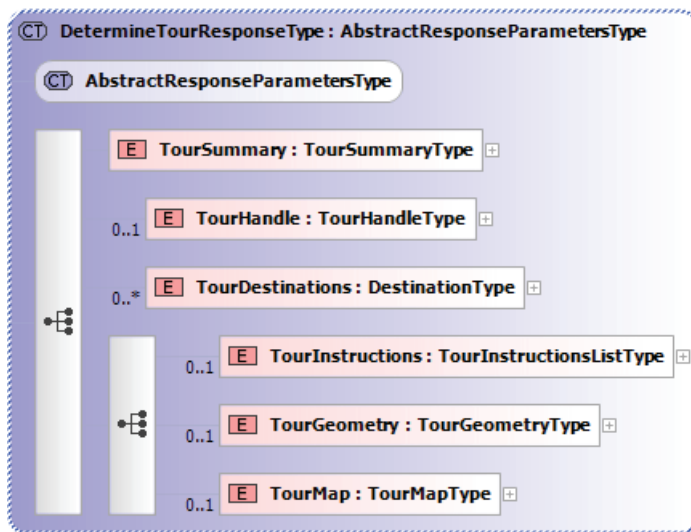 CT DetermineTourResponseType : AbstractResponseParametersType
CT AbstractResponseParametersType
E TourSummary : TourSummaryType
0..1 E TourHandle : TourHandleType
0..* E TourDestinations : DestinationType
0..1 E TourInstructions : TourInstructionsListType
0..1 E TourGeometry : TourGeometryType
0..1 E TourMap : TourMapType